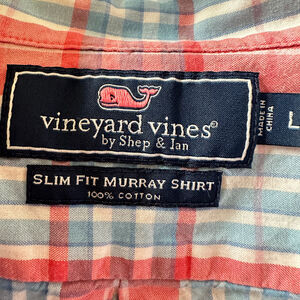 vineyard vines®
by Shep & Ian
MADE IN
CHINA
L
SLIM FIT MURRAY SHIRT
100% COTTON